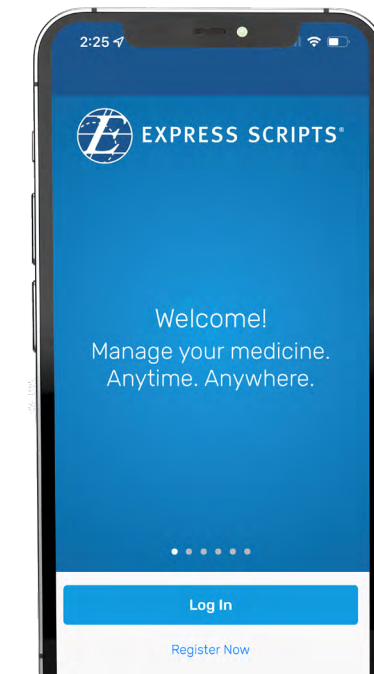 2:25
EXPRESS SCRIPTS®
Welcome!
Manage your medicine.
Anytime. Anywhere.
Log In
Register Now